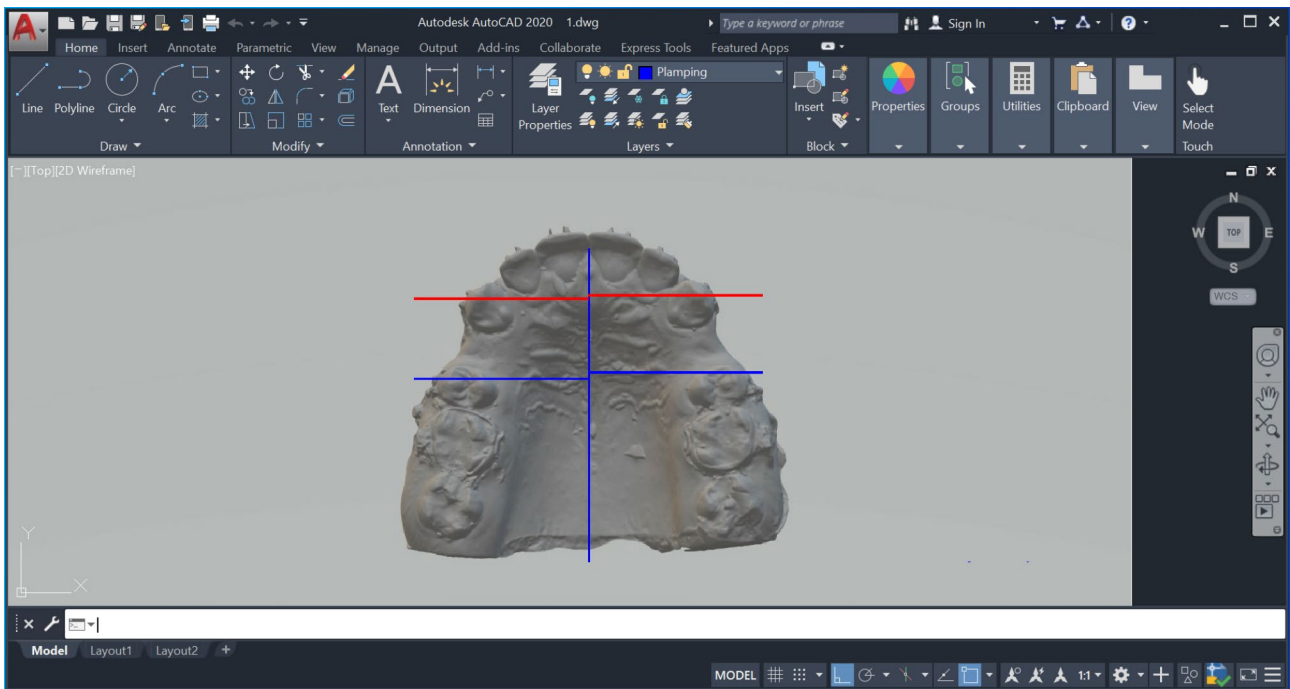 Autodesk AutoCAD 2020 1.dwg Type a keyword or phrase Sign In
Home Insert Annotate Parametric View Manage Output Add-ins Collaborate Express Tools Featured Apps
Plamping
Line Polyline Circle Arc Text Dimension Layer Properties Insert Properties Groups Utilities Clipboard View Select Mode
Draw Modify Annotation Layers Block Touch
[-][Top][2D Wireframe]
N
W TOP E
S
WCS
Y
X
Model Layout1 Layout2 +
MODEL 1:1